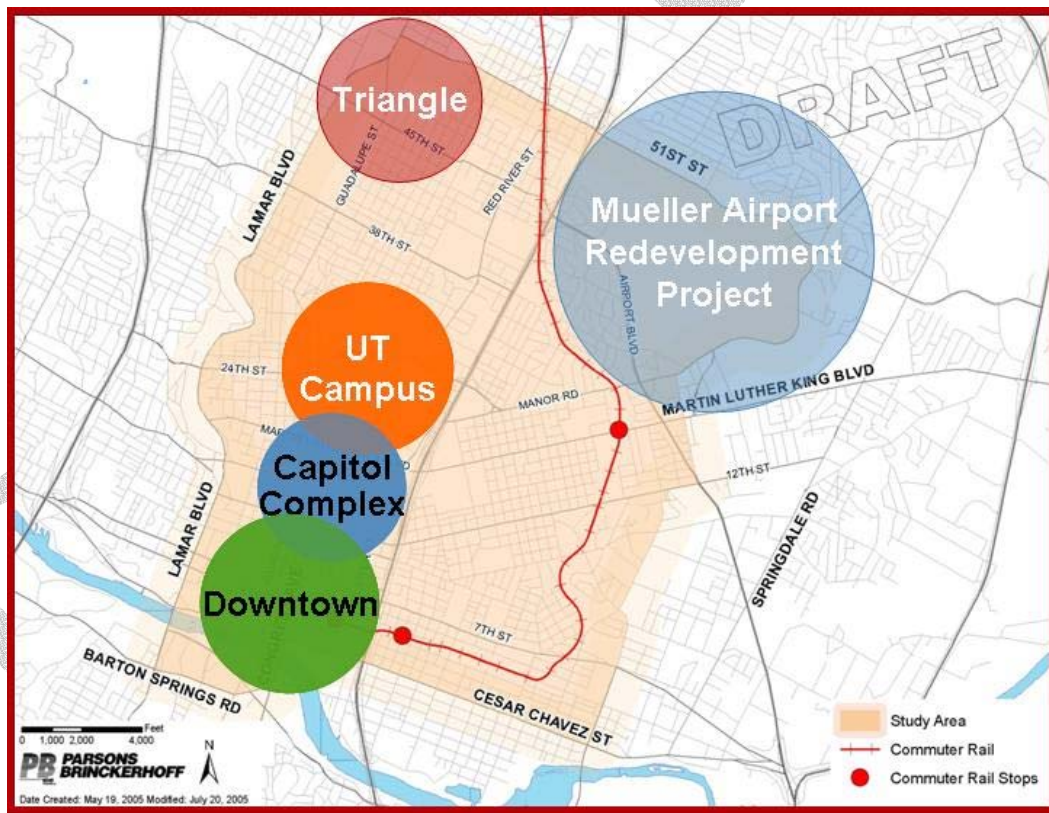 DRAFT
Triangle
51ST ST
45TH ST
GUADALUPE ST
RED RIVER ST
LAMAR BLVD
38TH ST
Mueller Airport
Redevelopment
Project
AIRPORT BLVD
UT
Campus
24TH ST
MANOR RD
MARTIN LUTHER KING BLVD
Capitol
Complex
12TH ST
LAMAR BLVD
SPRINGDALE RD
Downtown
7TH ST
BARTON SPRINGS RD
CESAR CHAVEZ ST
Feet
0 1,000 2,000 4,000
N
PB PARSONS
BRINCKERHOFF
Date Created: May 19, 2005 Modified: July 20, 2005
Study Area
Commuter Rail
Commuter Rail Stops